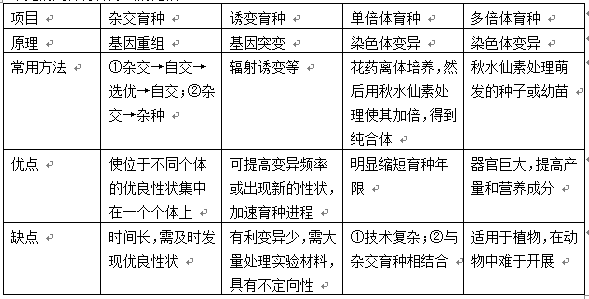 项目 杂交育种 诱变育种 单倍体育种 多倍体育种
原理 基因重组 基因突变 染色体变异 染色体变异
常用方法 ①杂交→自交→ 辐射诱变等 花药离体培养,然 秋水仙素处理萌
选优→自交;②杂 后用秋水仙素处 发的种子或幼苗
交→杂种 理使其加倍,得到
纯合体
优点 使位于不同个体 可提高变异频率 明显缩短育种年 器官巨大,提高产
的优良性状集中 或出现新的性状, 限 量和营养成分
在一个个体上 加速育种进程
缺点 时间长,需及时发 有利变异少,需大 ①技术复杂;②与 适用于植物,在动
现优良性状 量处理实验材料, 杂交育种相结合 物中难于开展
具有不定向性